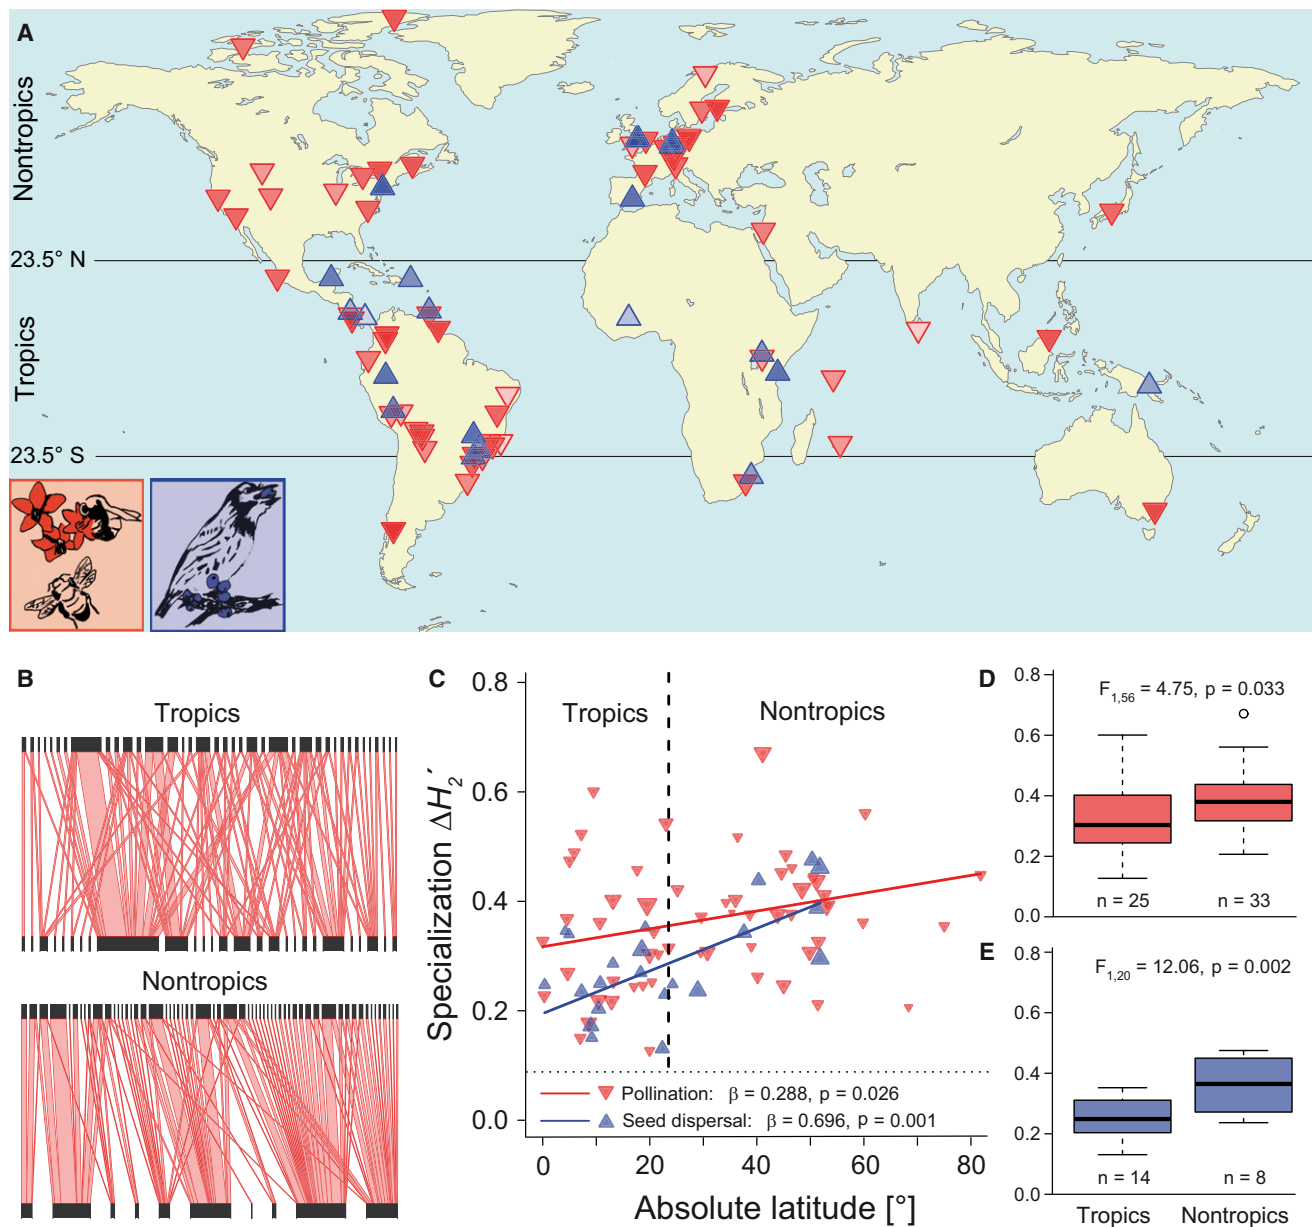 A
Nontropics
23.5° N
Tropics
23.5° S
B
Tropics
Nontropics
C
Specialization ΔH₂′
0.8
0.6
0.4
0.2
0.0
Tropics
Nontropics
Pollination: β = 0.288, p = 0.026
Seed dispersal: β = 0.696, p = 0.001
0 20 40 60 80
Absolute latitude [°]
D
0.8
0.6
0.4
0.2
0.0
F1,56 = 4.75, p = 0.033
n = 25
n = 33
E
0.8
0.6
0.4
0.2
0.0
F1,20 = 12.06, p = 0.002
n = 14
n = 8
Tropics Nontropics